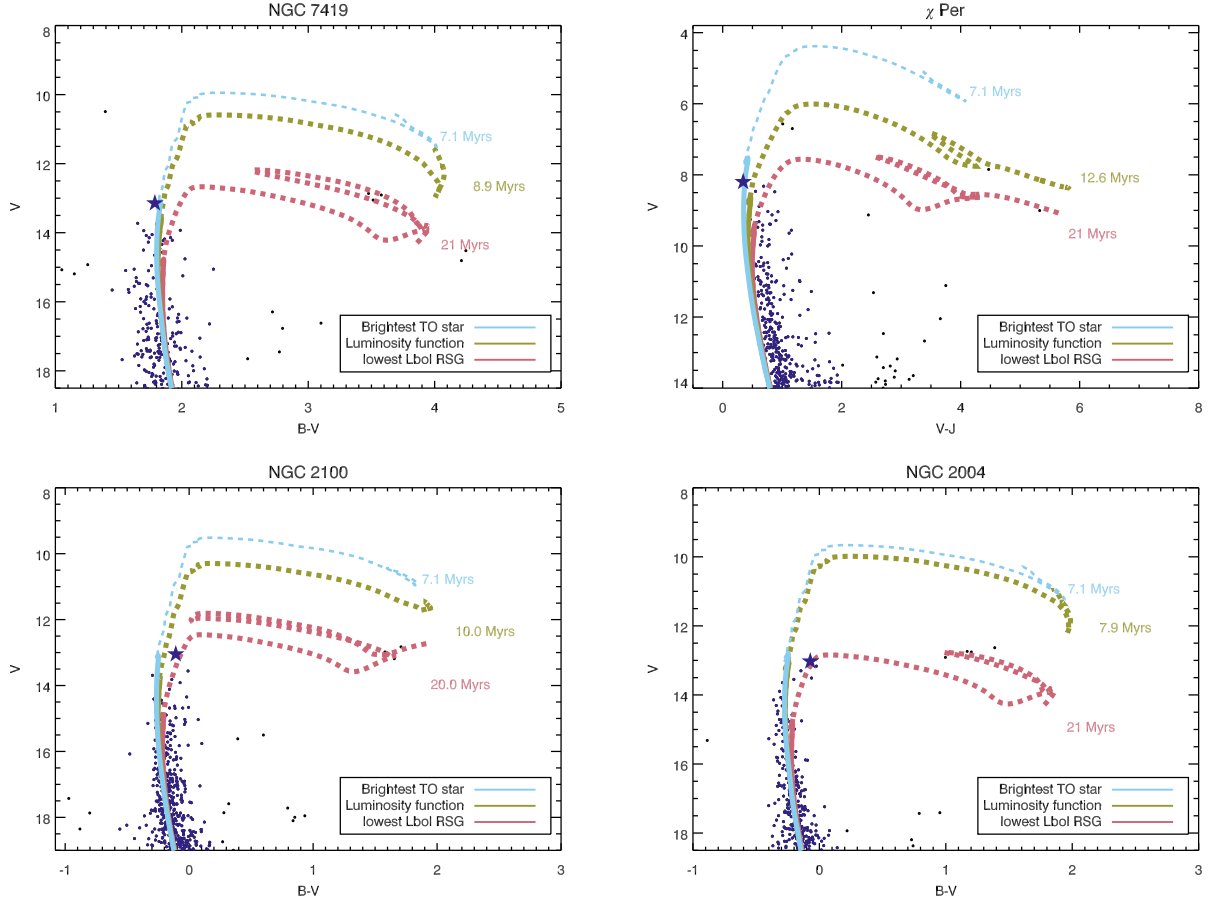 NGC 7419
8
10
12
14
16
18
V
1
2
3
4
5
B-V
7.1 Myrs
8.9 Myrs
21 Myrs
Brightest TO star
Luminosity function
lowest Lbol RSG
χ Per
4
6
8
10
12
14
V
0
2
4
6
8
V-J
7.1 Myrs
12.6 Myrs
21 Myrs
Brightest TO star
Luminosity function
lowest Lbol RSG
NGC 2100
8
10
12
14
16
18
V
-1
0
1
2
3
B-V
7.1 Myrs
10.0 Myrs
20.0 Myrs
Brightest TO star
Luminosity function
lowest Lbol RSG
NGC 2004
8
10
12
14
16
18
V
-1
0
1
2
3
B-V
7.1 Myrs
7.9 Myrs
21 Myrs
Brightest TO star
Luminosity function
lowest Lbol RSG